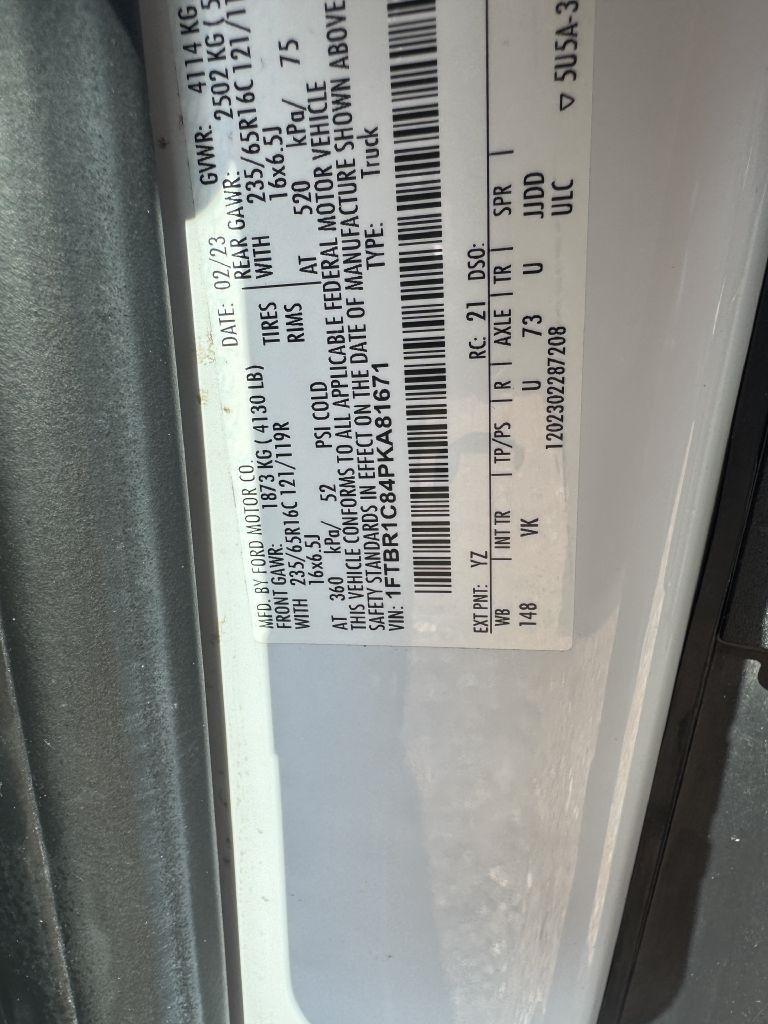 MFD. BY FORD MOTOR CO. DATE: 02/23 GVWR: 4114 KG
FRONT GAWR: 1873 KG ( 4130 LB) REAR GAWR: 2502 KG (5
WITH 235/65R16C 121/119R TIRES WITH 235/65R16C 121/11
16x6.5J RIMS 16x6.5J
AT 360 kPa/ 52 PSI COLD AT 520 kPa/ 75
THIS VEHICLE CONFORMS TO ALL APPLICABLE FEDERAL MOTOR VEHICLE
SAFETY STANDARDS IN EFFECT ON THE DATE OF MANUFACTURE SHOWN ABOVE
VIN: 1FTBR1C84PKA81671 TYPE: Truck
EXT PNT: YZ RC: 21 DSO:
WB | INT TR | TP/PS | R | AXLE | TR | SPR |
148 VK U 73 U JJDD
1202302287208 ULC
▽ 5U5A-3